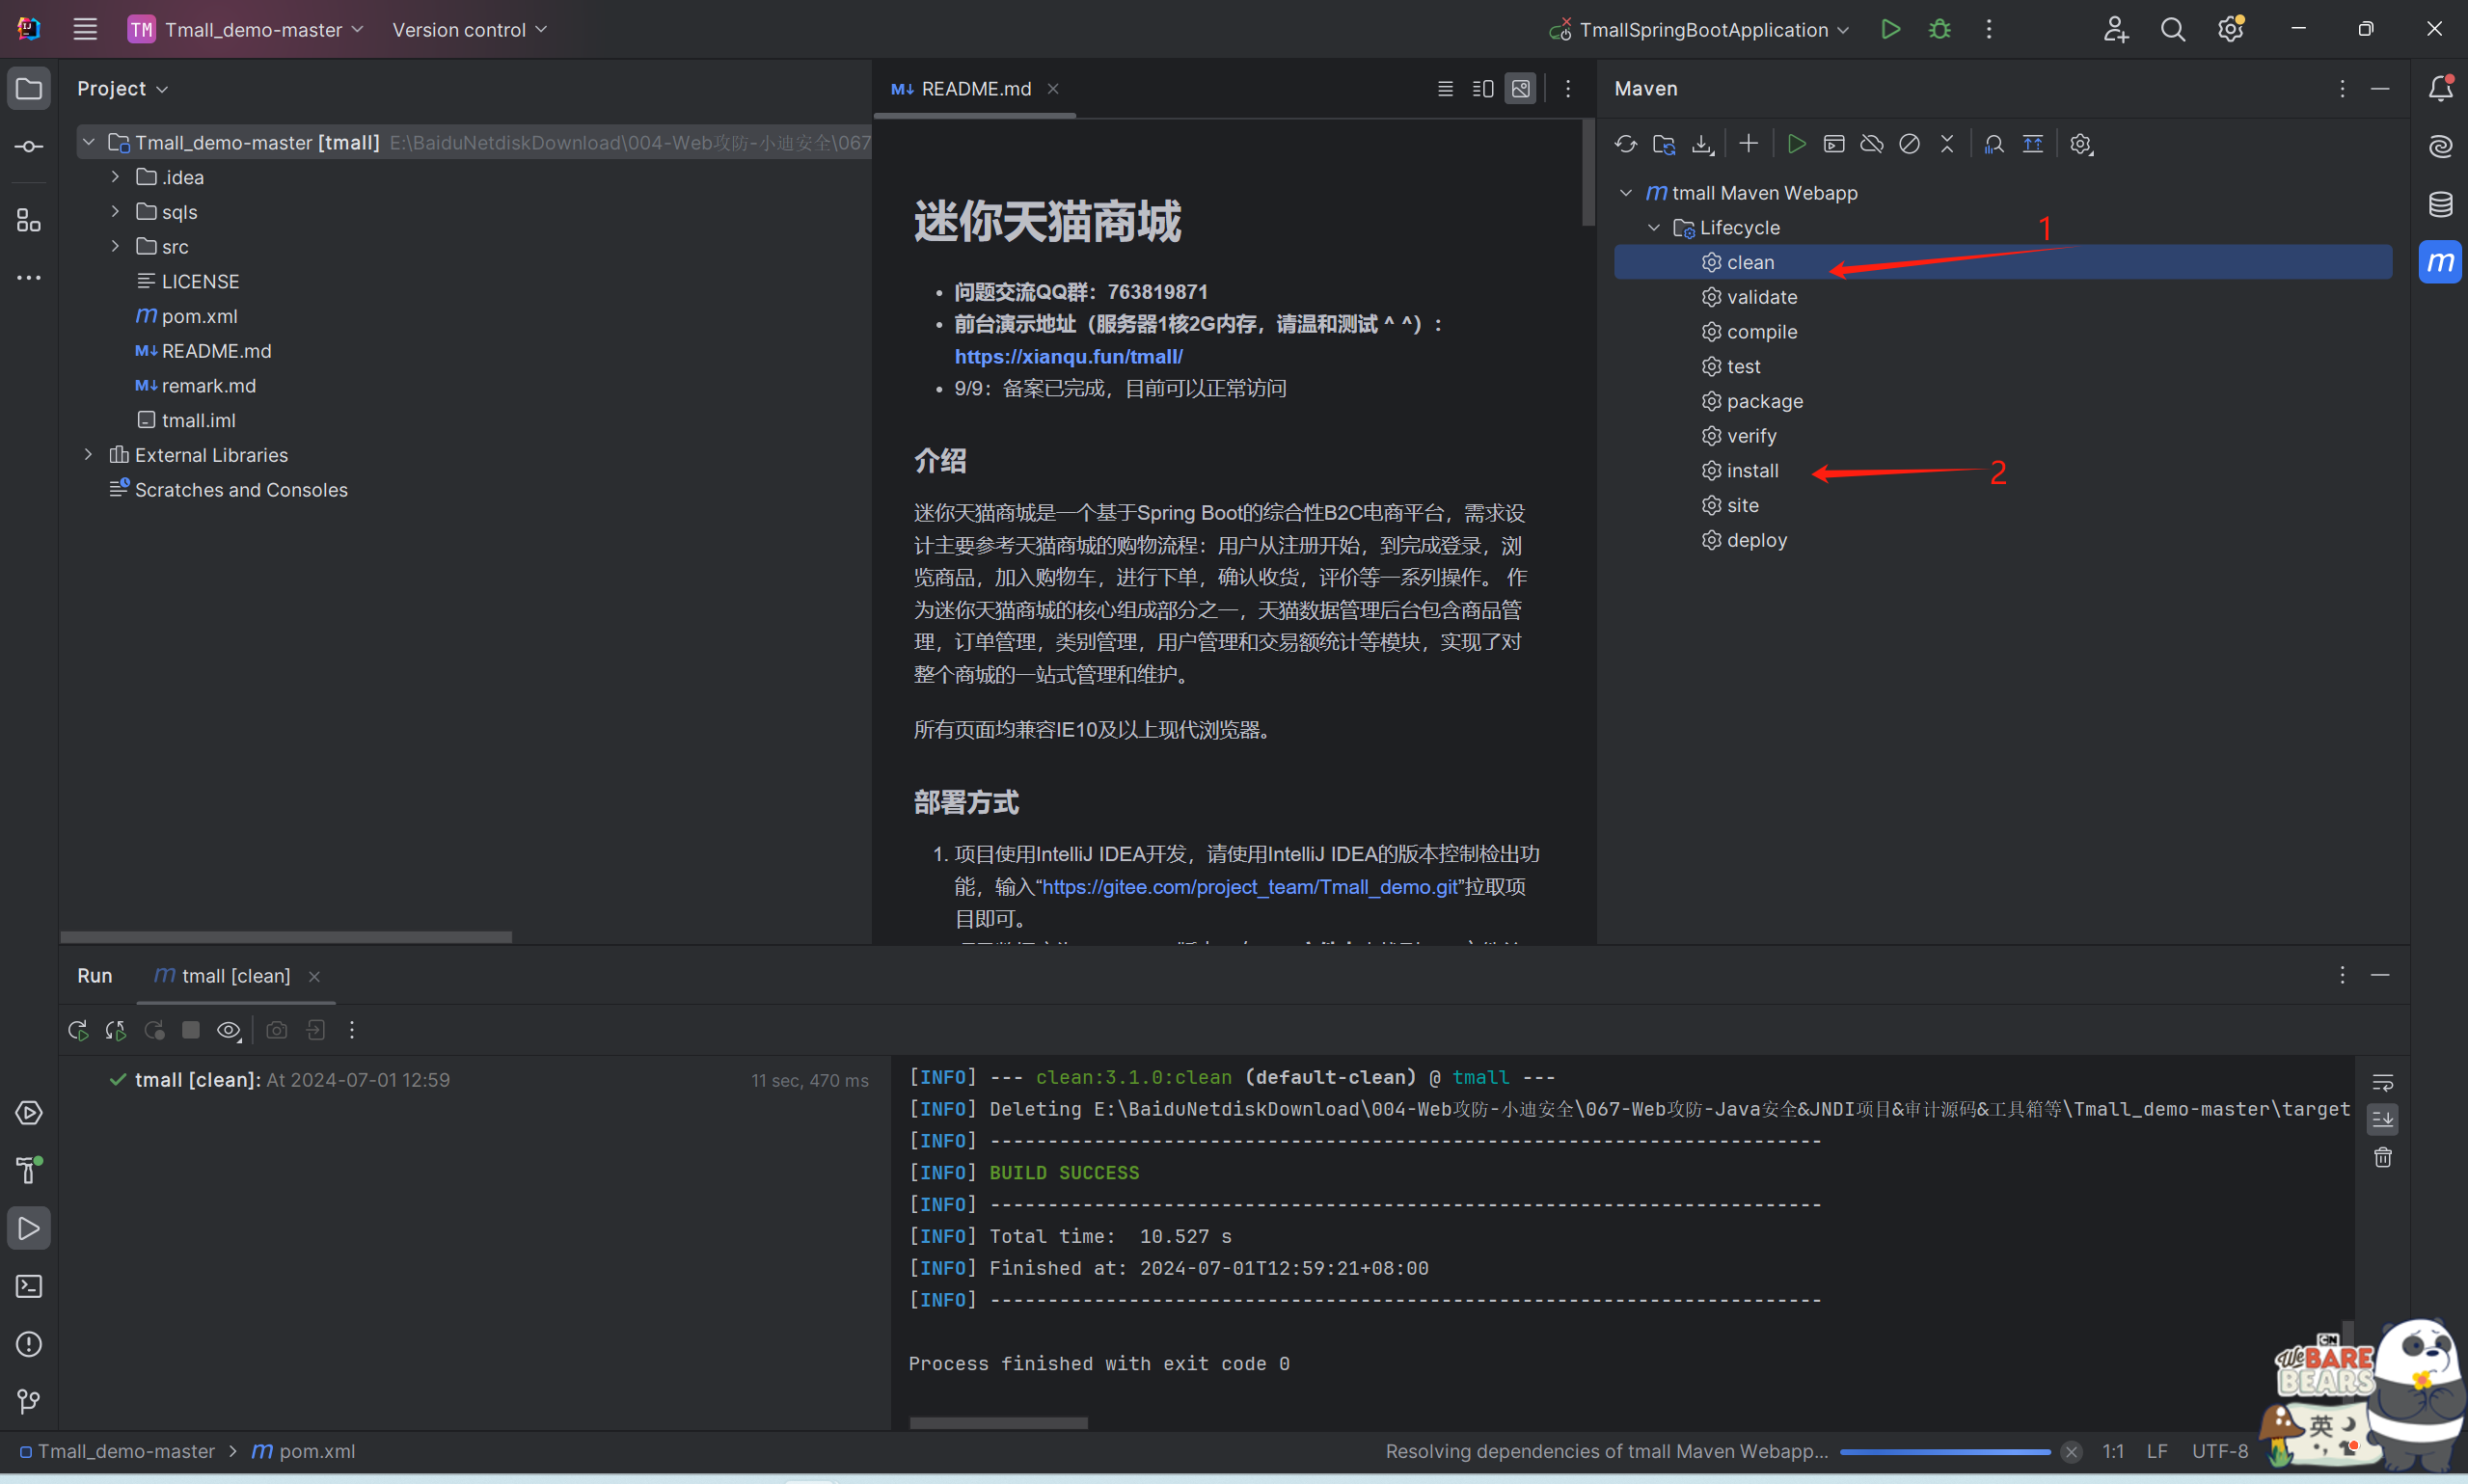 TM Tmall_demo-master Version control TmallSpringBootApplication
Project
Tmall_demo-master [tmall] E:\BaiduNetdiskDownload\004-Web攻防-小迪安全\067
.idea
sqls
src
LICENSE
pom.xml
README.md
remark.md
tmall.iml
External Libraries
Scratches and Consoles
README.md
迷你天猫商城
问题交流QQ群：763819871
前台演示地址（服务器1核2G内存，请温和测试 ^ ^）：
https://xianqu.fun/tmall/
9/9：备案已完成，目前可以正常访问
介绍
迷你天猫商城是一个基于Spring Boot的综合性B2C电商平台，需求设
计主要参考天猫商城的购物流程：用户从注册开始，到完成登录，浏
览商品，加入购物车，进行下单，确认收货，评价等一系列操作。 作
为迷你天猫商城的核心组成部分之一，天猫数据管理后台包含商品管
理，订单管理，类别管理，用户管理和交易额统计等模块，实现了对
整个商城的一站式管理和维护。
所有页面均兼容IE10及以上现代浏览器。
部署方式
1. 项目使用IntelliJ IDEA开发，请使用IntelliJ IDEA的版本控制检出功
能，输入“https://gitee.com/project_team/Tmall_demo.git”拉取项
目即可。
Maven
tmall Maven Webapp
Lifecycle
1
clean
validate
compile
test
package
verify
install
2
site
deploy
Run tmall [clean]
tmall [clean]: At 2024-07-01 12:59 11 sec, 470 ms
[INFO] --- clean:3.1.0:clean (default-clean) @ tmall ---
[INFO] Deleting E:\BaiduNetdiskDownload\004-Web攻防-小迪安全\067-Web攻防-Java安全&JNDI项目&审计源码&工具箱等\Tmall_demo-master\target
[INFO] ------------------------------------------------------------------------
[INFO] BUILD SUCCESS
[INFO] ------------------------------------------------------------------------
[INFO] Total time:  10.527 s
[INFO] Finished at: 2024-07-01T12:59:21+08:00
[INFO] ------------------------------------------------------------------------
Process finished with exit code 0
CN
We BARE
BEARS
英
Tmall_demo-master > pom.xml Resolving dependencies of tmall Maven Webapp... 1:1 LF UTF-8